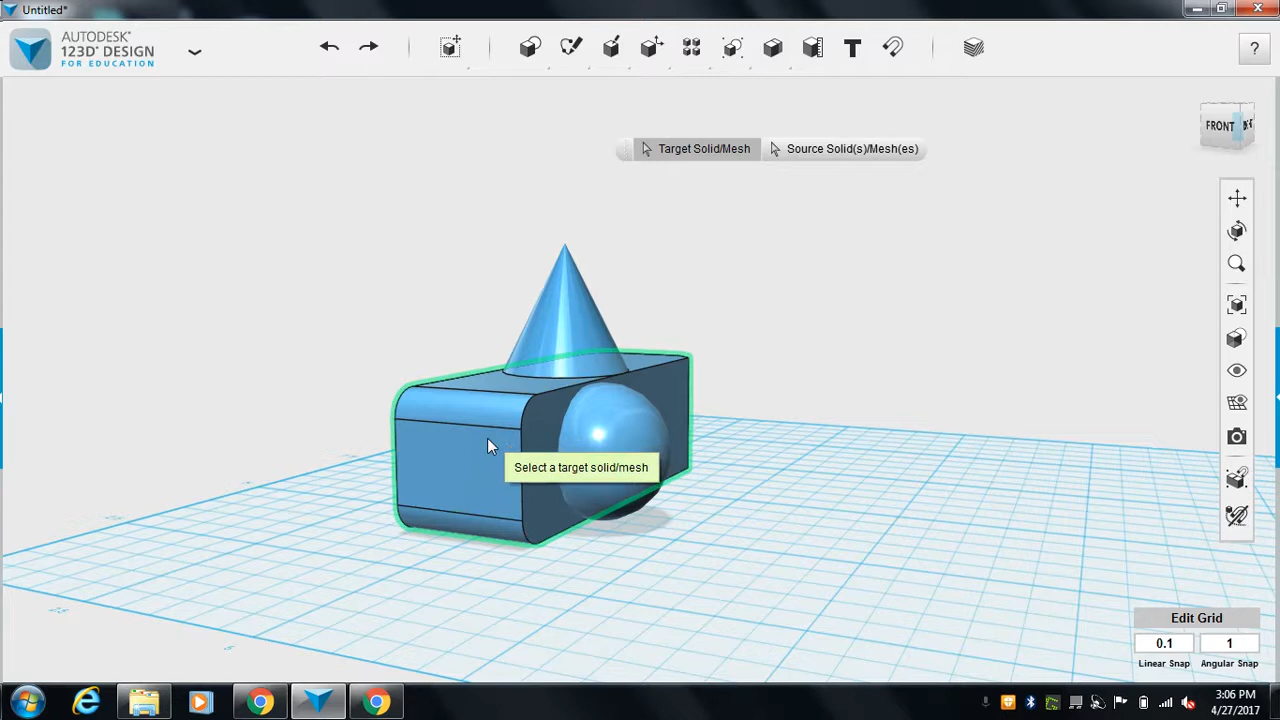 Untitled*
AUTODESK®
123D® DESIGN
FOR EDUCATION
T
?
Target Solid/Mesh Source Solid(s)/Mesh(es)
FRONT
Select a target solid/mesh
Edit Grid
0.1 1
Linear Snap Angular Snap
3:06 PM
4/27/2017